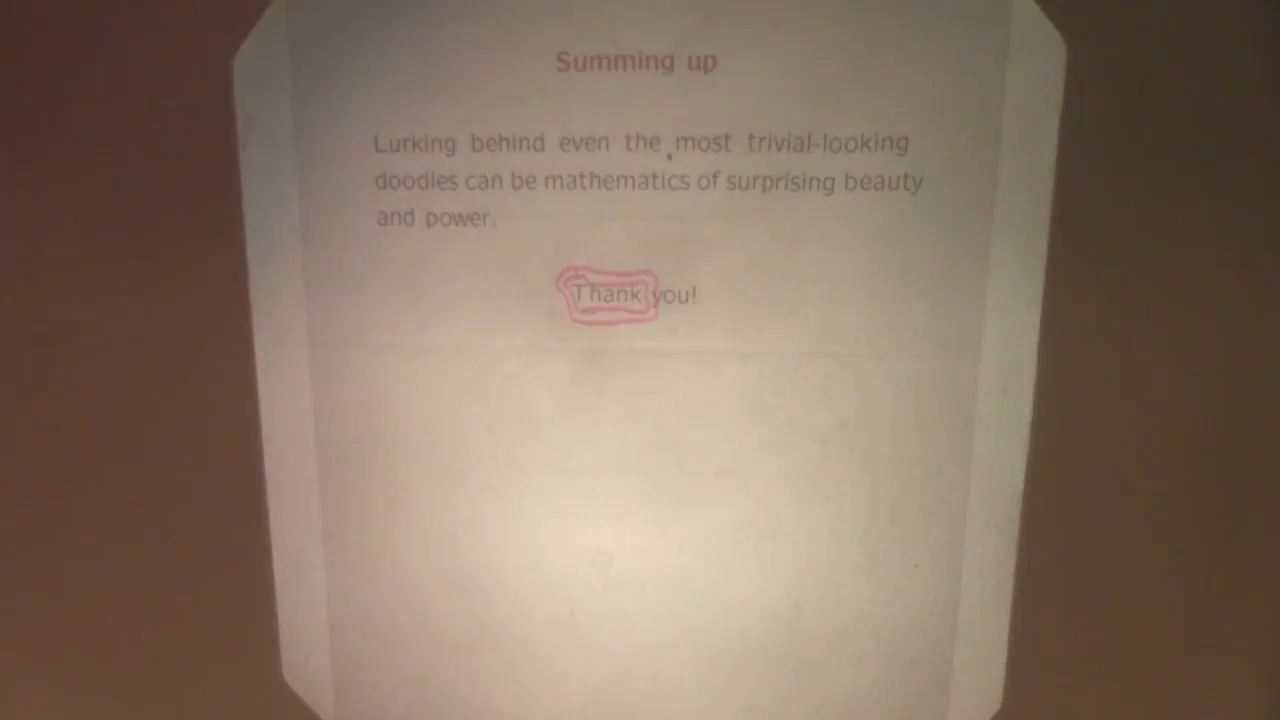 Summing up
Lurking behind even the most trivial-looking
doodles can be mathematics of surprising beauty
and power.
Thank you!